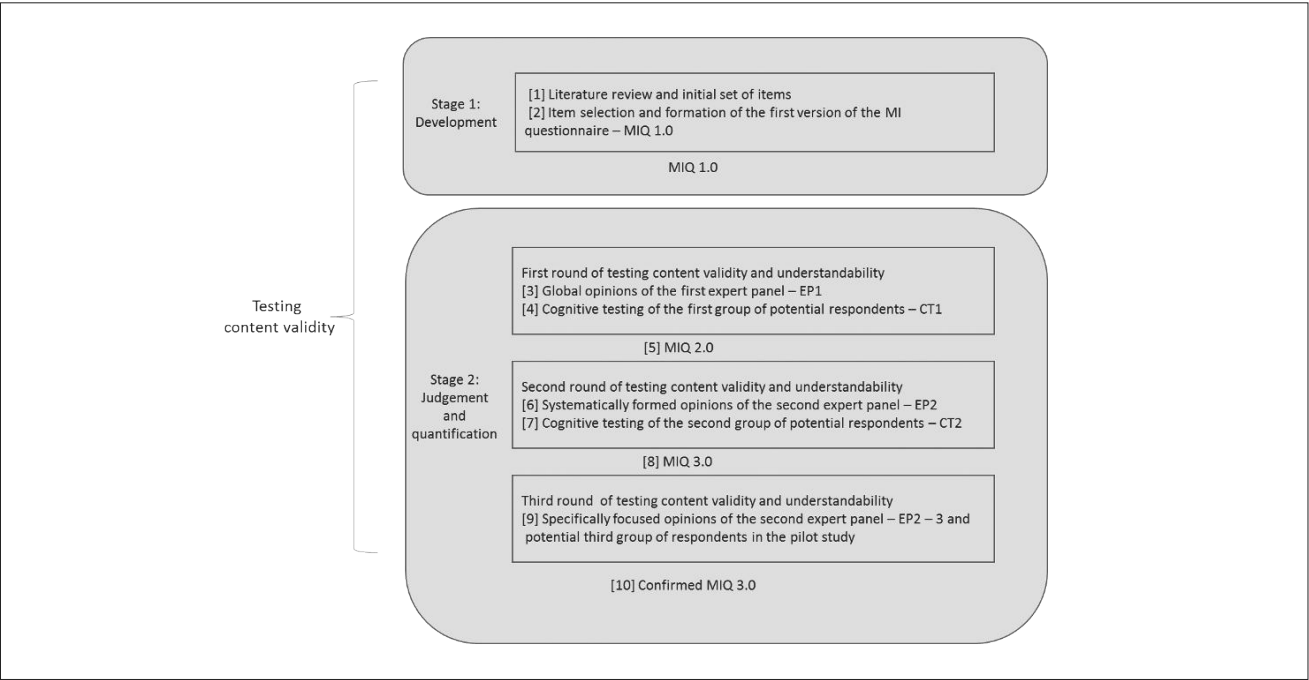 Testing
content validity
Stage 1:
Development
[1] Literature review and initial set of items
[2] Item selection and formation of the first version of the MI
questionnaire – MIQ 1.0
MIQ 1.0
Stage 2:
Judgement
and
quantification
First round of testing content validity and understandability
[3] Global opinions of the first expert panel – EP1
[4] Cognitive testing of the first group of potential respondents – CT1
[5] MIQ 2.0
Second round of testing content validity and understandability
[6] Systematically formed opinions of the second expert panel – EP2
[7] Cognitive testing of the second group of potential respondents – CT2
[8] MIQ 3.0
Third round of testing content validity and understandability
[9] Specifically focused opinions of the second expert panel – EP2 – 3 and
potential third group of respondents in the pilot study
[10] Confirmed MIQ 3.0